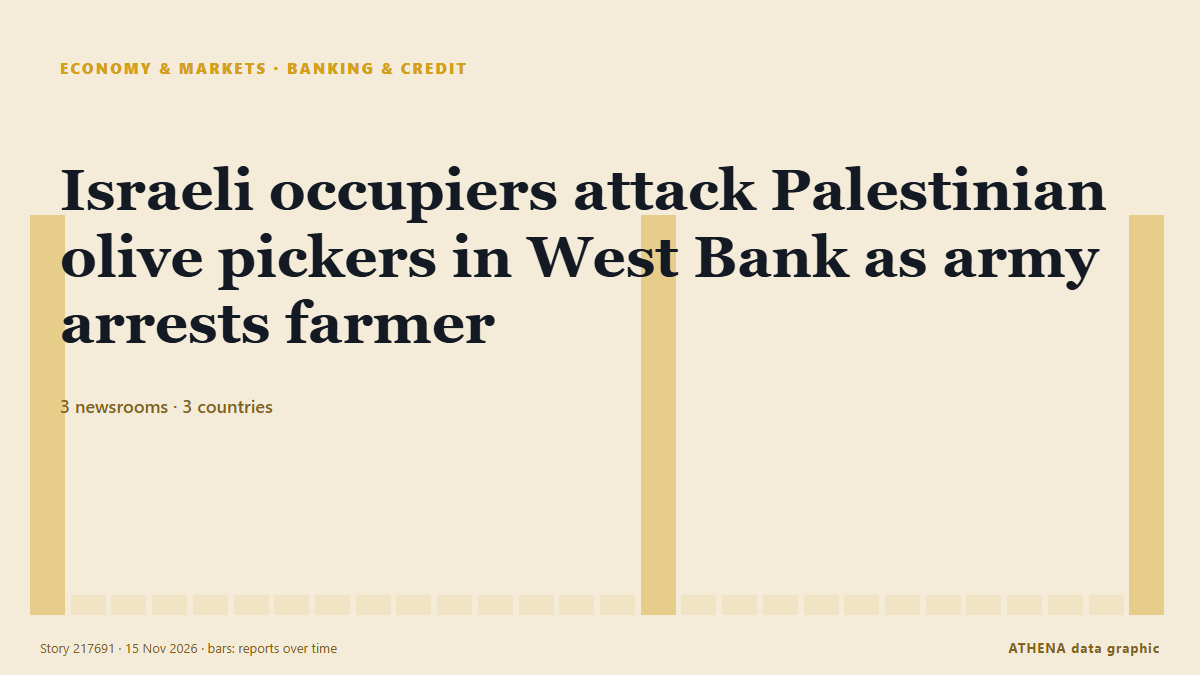 ECONOMY & MARKETS · BANKING & CREDIT
Israeli occupiers attack Palestinian
olive pickers in West Bank as army
arrests farmer
3 newsrooms · 3 countries
Story 217691 · 15 Nov 2026 · bars: reports over time
ATHENA data graphic